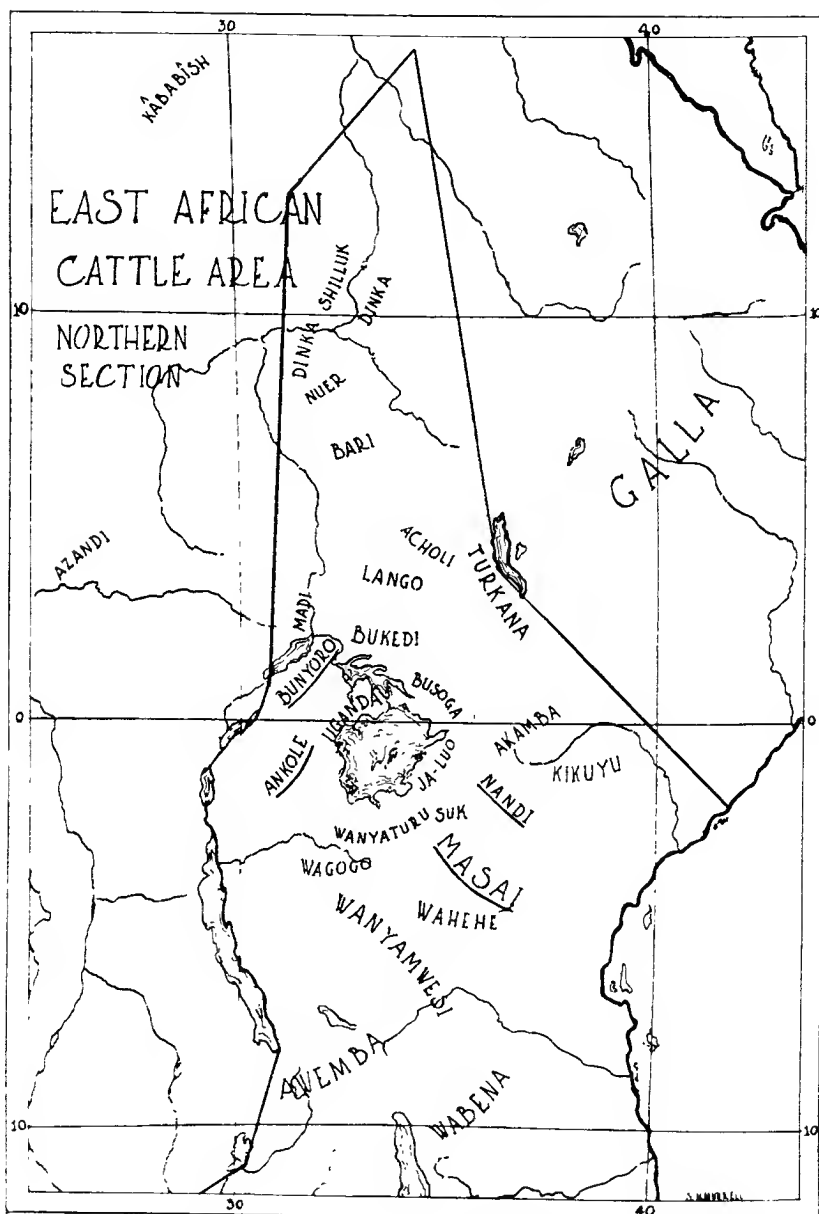 30
40
KÂBABÎSH
EAST AFRICAN
CATTLE AREA
NORTHERN
SECTION
10
10
SHILLUK
DINKA
DINKA
NUER
BARI
GALLA
AZANDI
ACHOLI
LANGO
TURKANA
MADI
BUKEDI
BUNYORO
BUSOGA
UGANDA
0
0
ANKOLE
JA-LUO
AKAMBA
KIKUYU
NANDI
WANYATURU
SUK
WAGOGO
MASAI
WAHEHE
WANYAMWESI
AWEMBA
WABENA
10
10
30
40